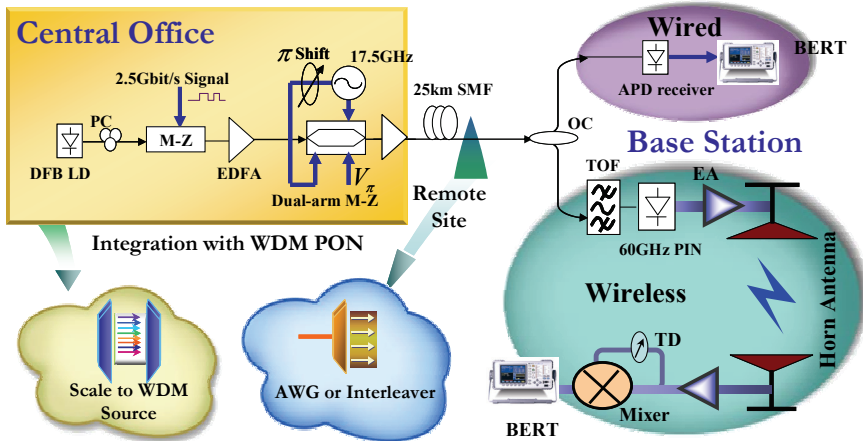 Central Office
2.5Gbit/s Signal
π Shift
17.5GHz
PC
M-Z
DFB LD
EDFA
Vπ
Dual-arm M-Z
25km SMF
Remote
Site
OC
Wired
BERT
APD receiver
Base Station
TOF
EA
60GHz PIN
Wireless
Horn Antenna
TD
Mixer
BERT
Integration with WDM PON
Scale to WDM
Source
AWG or Interleaver